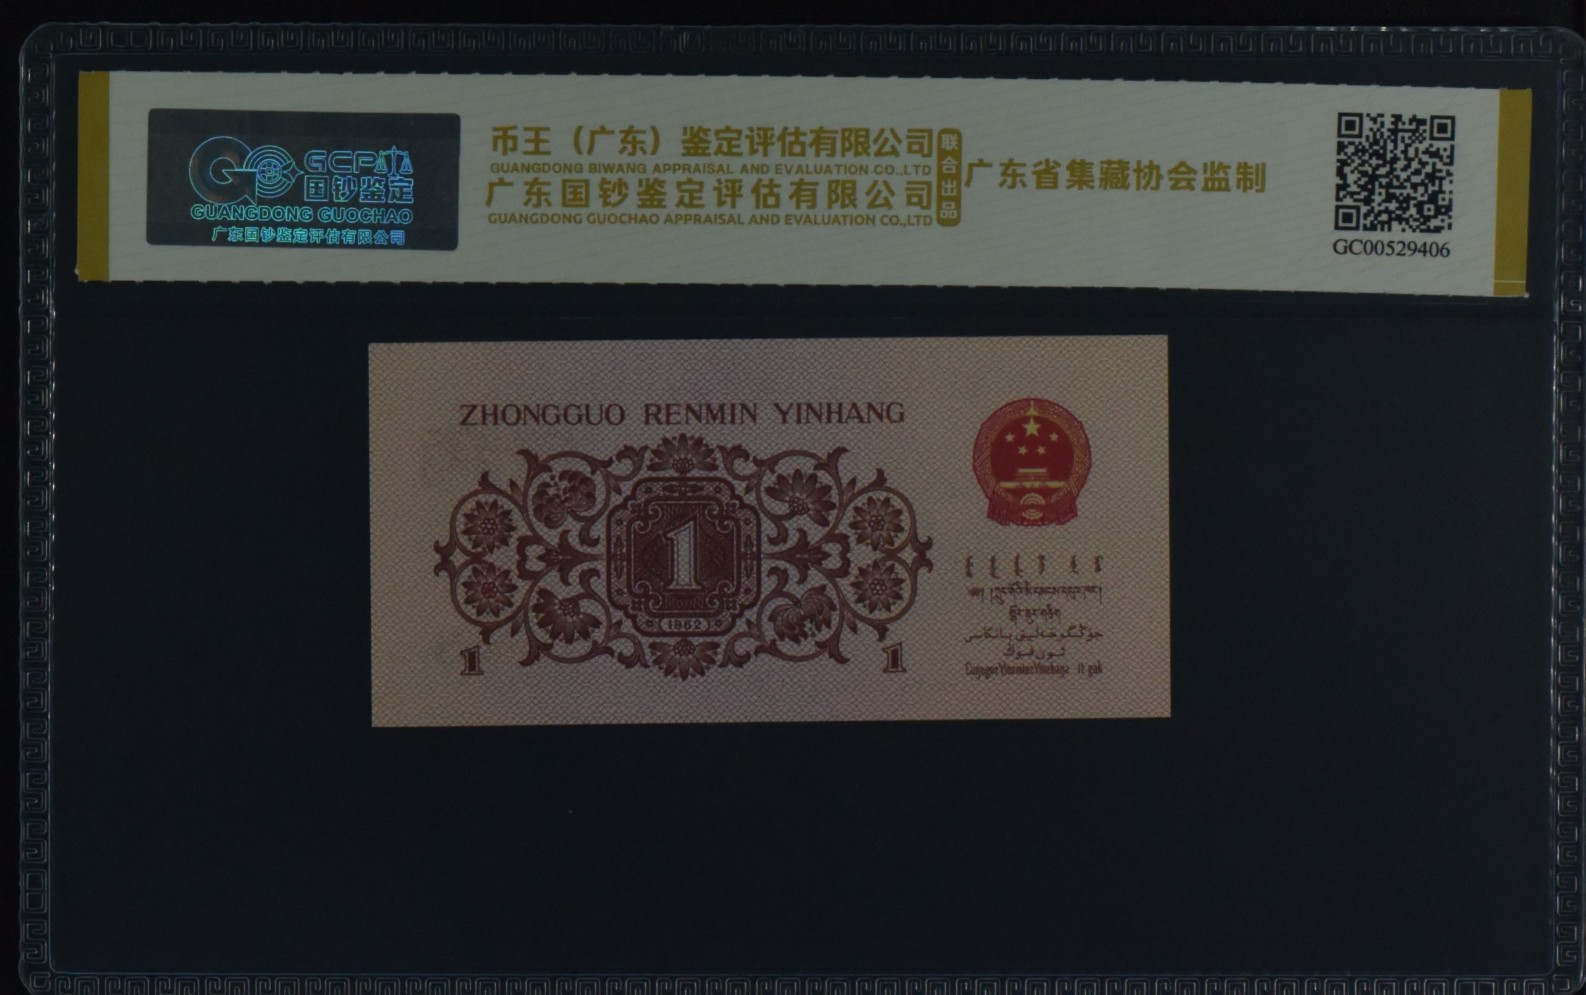 GCP
国钞鉴定
GUANGDONG GUOCHAO
广东国钞鉴定评估有限公司
币王（广东）鉴定评估有限公司
GUANGDONG BIWANG APPRAISAL AND EVALUATION CO.,LTD
广东国钞鉴定评估有限公司
GUANGDONG GUOCHAO APPRAISAL AND EVALUATION CO.,LTD
联合出品
广东省集藏协会监制
GC00529406
ZHONGGUO RENMIN YINHANG
1
1962
1
1